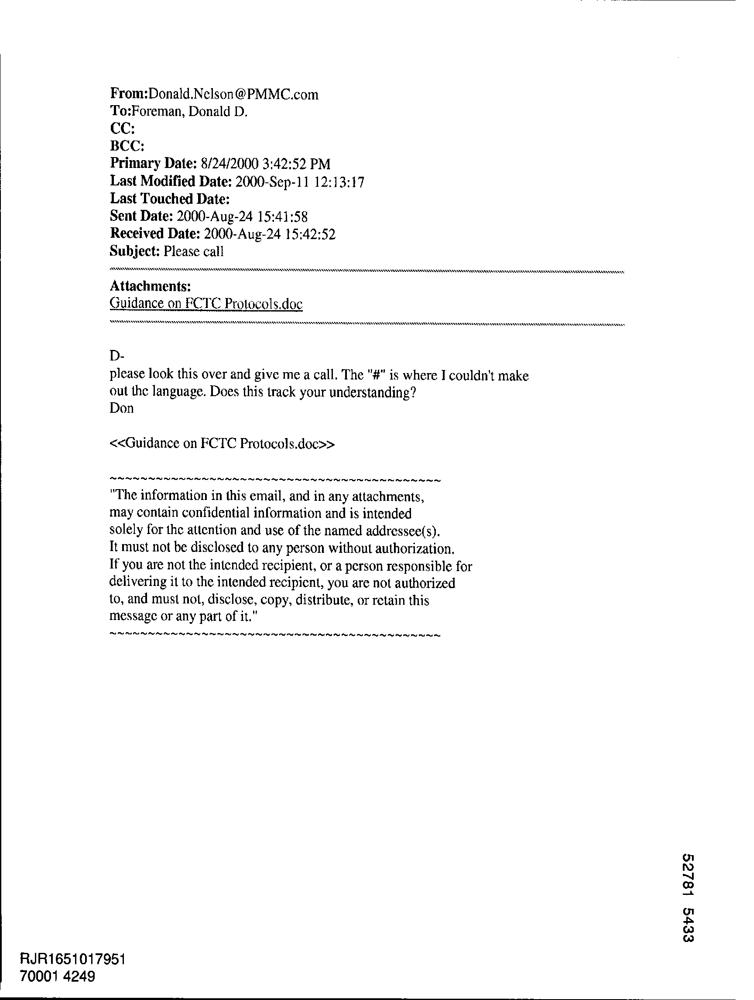 From:Donald.Nelson@PMMC.com
To:Foreman, Donald D.
CC:
BCC:
Primary Date: 8/24/2000 3:42:52 PM
Last Modified Date: 2000-Sep-11 12:13:17
Last Touched Date:
Sent Date: 2000-Aug-24 15:41:58
Received Date: 2000-Aug-24 15:42:52
Subject: Please call
Attachments:
Guidance on FCTC Protocols.doc
D-
please look this over and give me a call. The "#" is where I couldn't make
out the language. Does this track your understanding?
Don
<<Guidance on FCTC Protocols.doc>>
~~~~~~~~~~~~~~~~~~~~~~~~~~~~~~~~~~~~~~~~~~
"The information in this email, and in any attachments,
may contain confidential information and is intended
solely for the attention and use of the named addressee(s).
It must not be disclosed to any person without authorization.
If you are not the intended recipient, or a person responsible for
delivering it to the intended recipient, you are not authorized
to, and must not, disclose, copy, distribute, or retain this
message or any part of it."
~~~~~~~~~~~~~~~~~~~~~~~~~~~~~~~~~~~~~~~~~~
52781 5433
RJR1651017951
70001 4249